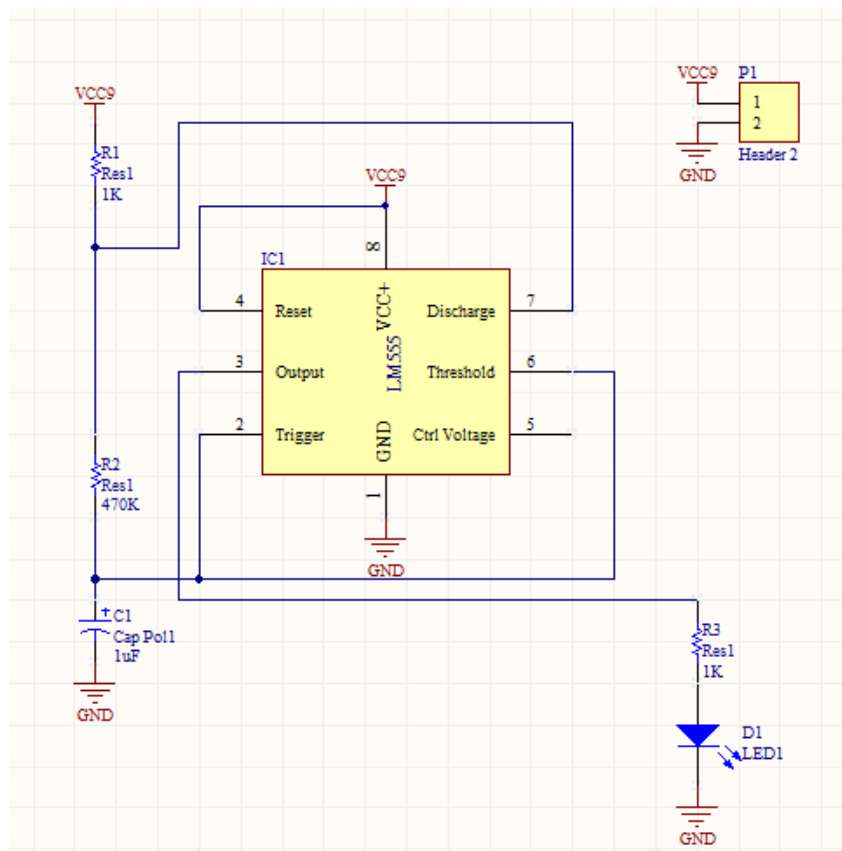 VCC9
R1
Res1
1K
VCC9
P1
1
2
Header 2
GND
VCC9
IC1
8
4
Reset
VCC+
Discharge
7
3
Output
LM555
Threshold
6
2
Trigger
GND
Ctrl Voltage
5
1
GND
R2
Res1
470K
+
C1
Cap Pol1
1uF
GND
R3
Res1
1K
D1
LED1
GND